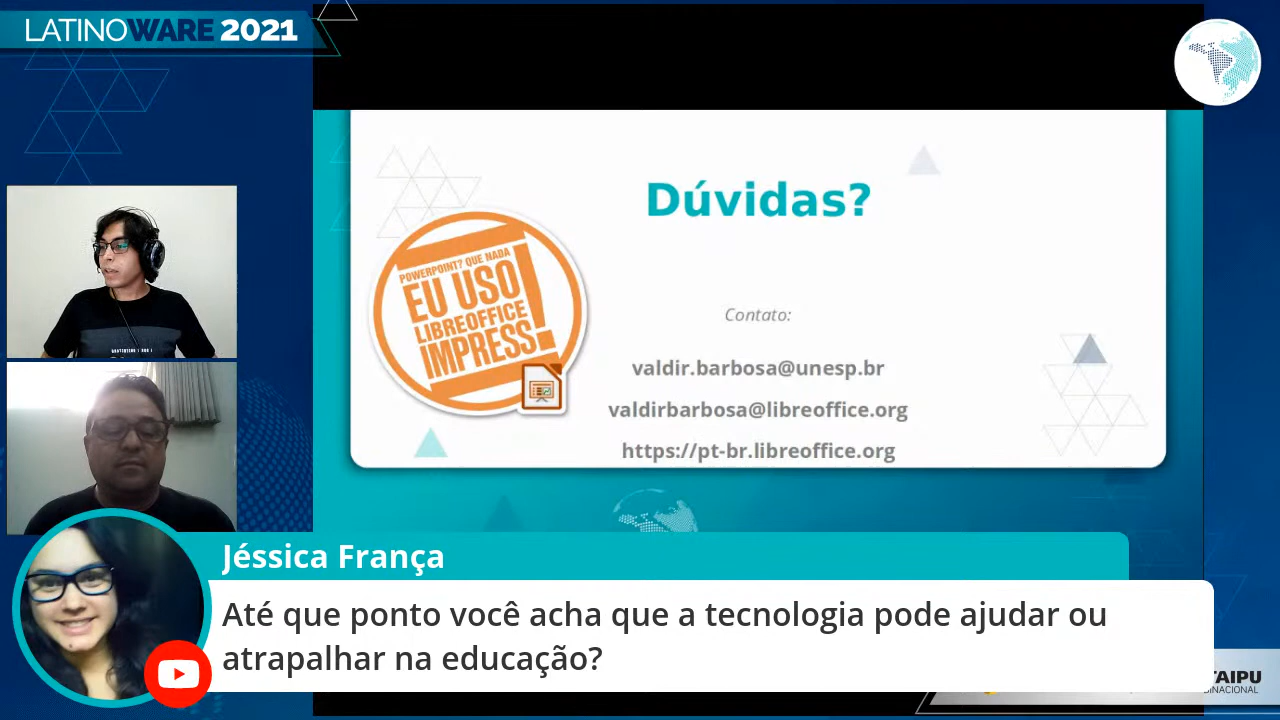 LATINOWARE 2021
Dúvidas?
POWERPOINT? QUE NADA
EU USO
LIBREOFFICE
IMPRESS!
Contato:
valdir.barbosa@unesp.br
valdirbarbosa@libreoffice.org
https://pt-br.libreoffice.org
Jéssica França
Até que ponto você acha que a tecnologia pode ajudar ou
atrapalhar na educação?
TAIPU
BINACIONAL